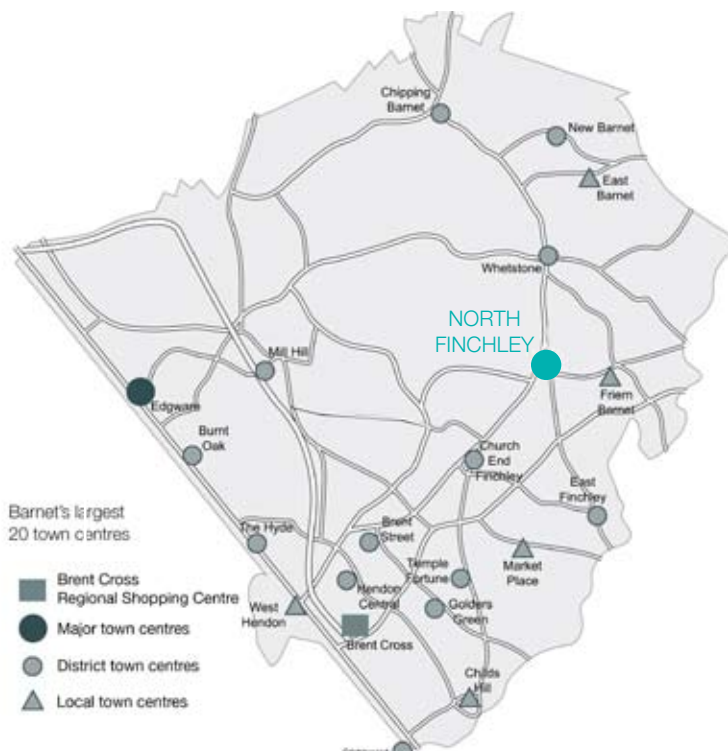 Chipping
Barnet
New Barnet
East
Barnet
Whetstone
NORTH
FINCHLEY
Mill Hill
Edgware
Friern
Barnet
Burnt
Oak
Church
End
Finchley
East
Finchley
Barnet's largest
20 town centres
The Hyde
Brent
Street
Temple
Fortune
Market
Place
Brent Cross
Regional Shopping Centre
Hendon
Central
West
Hendon
Golders
Green
Major town centres
Brent Cross
District town centres
Childs
Hill
Local town centres